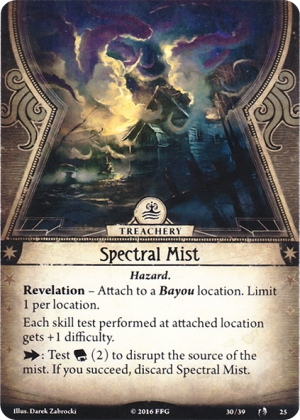 TREACHERY
Spectral Mist
Hazard.
Revelation – Attach to a Bayou location. Limit
1 per location.
Each skill test performed at attached location
gets +1 difficulty.
: Test (2) to disrupt the source of the
mist. If you succeed, discard Spectral Mist.
Illus. Darek Zabrocki
© 2016 FFG
30/39
25